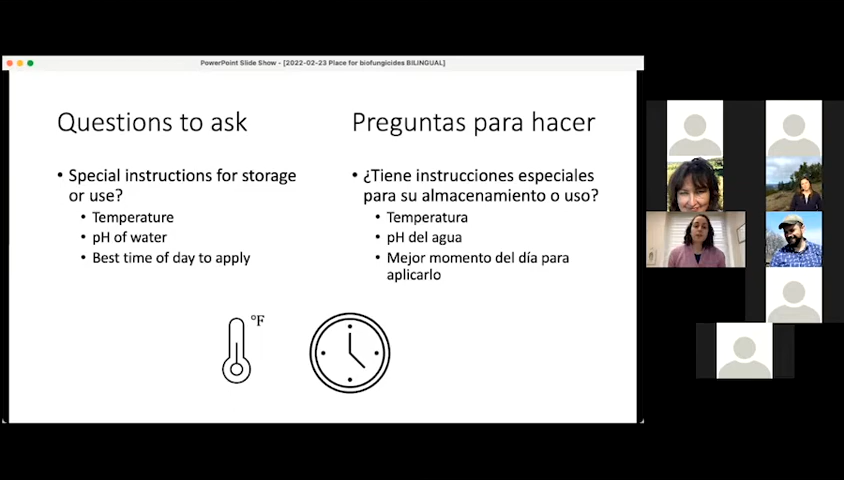 PowerPoint Slide Show - [2022-02-23 Place for biofungicides BILINGUAL]
Questions to ask
• Special instructions for storage
or use?
• Temperature
• pH of water
• Best time of day to apply
Preguntas para hacer
• ¿Tiene instrucciones especiales
para su almacenamiento o uso?
• Temperatura
• pH del agua
• Mejor momento del día para
aplicarlo
°F